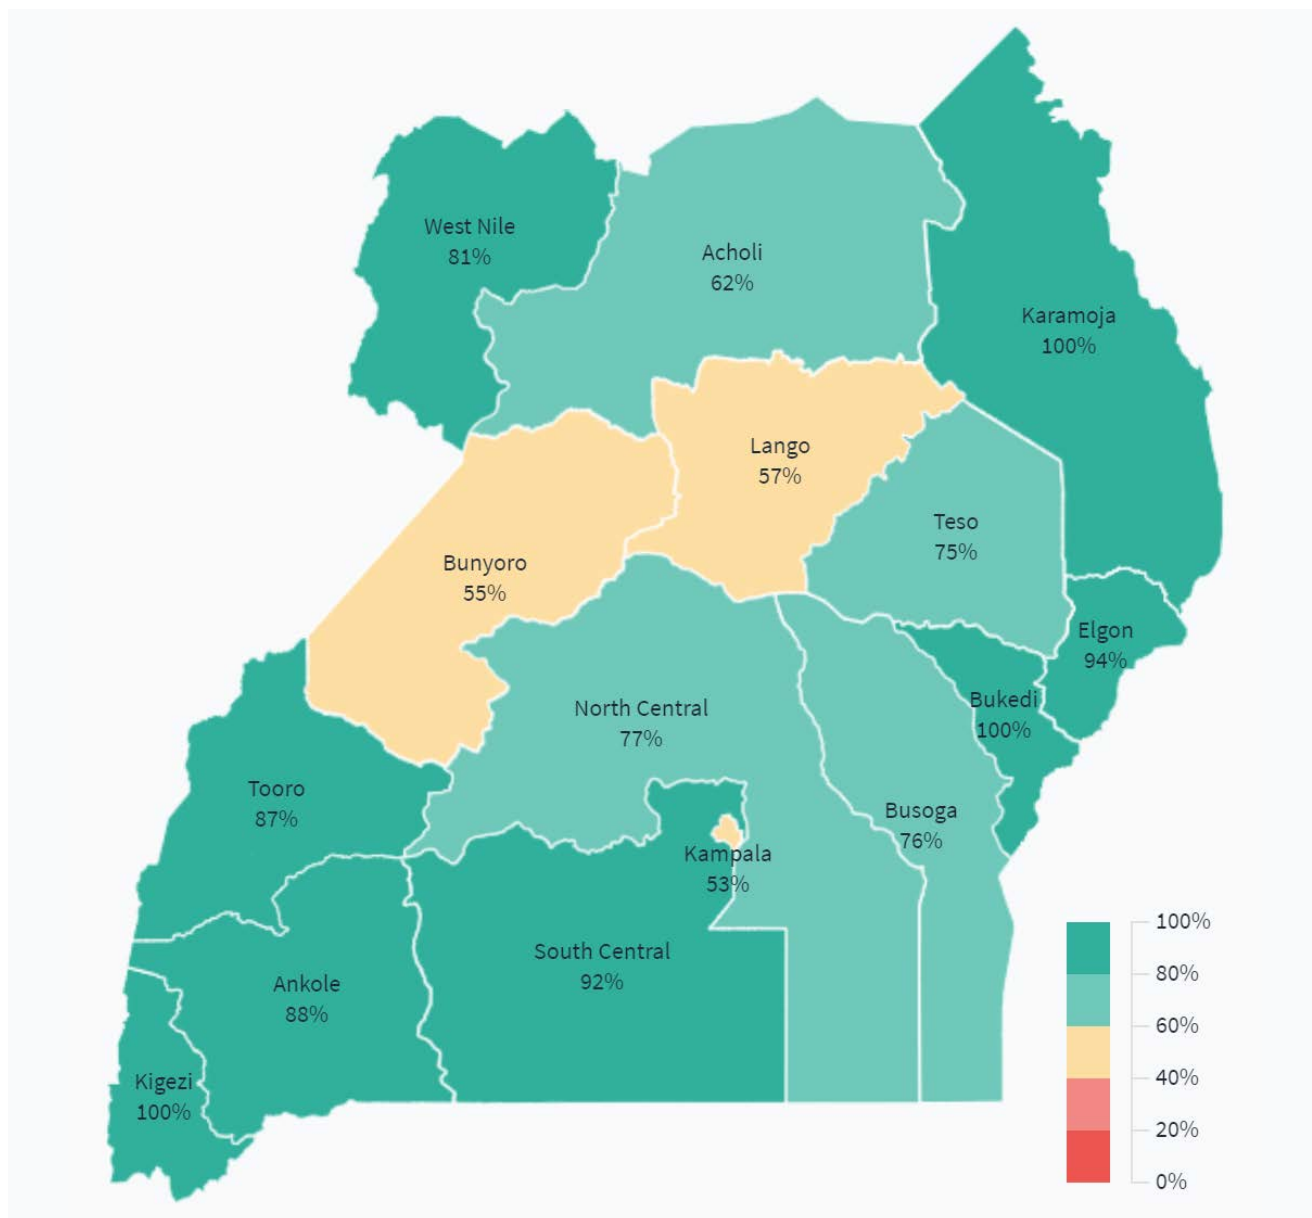 West Nile
81%
Acholi
62%
Karamoja
100%
Lango
57%
Teso
75%
Bunyoro
55%
Elgon
94%
Bukedi
100%
North Central
77%
Tooro
87%
Busoga
76%
Kampala
53%
South Central
92%
Ankole
88%
Kigezi
100%
100%
80%
60%
40%
20%
0%